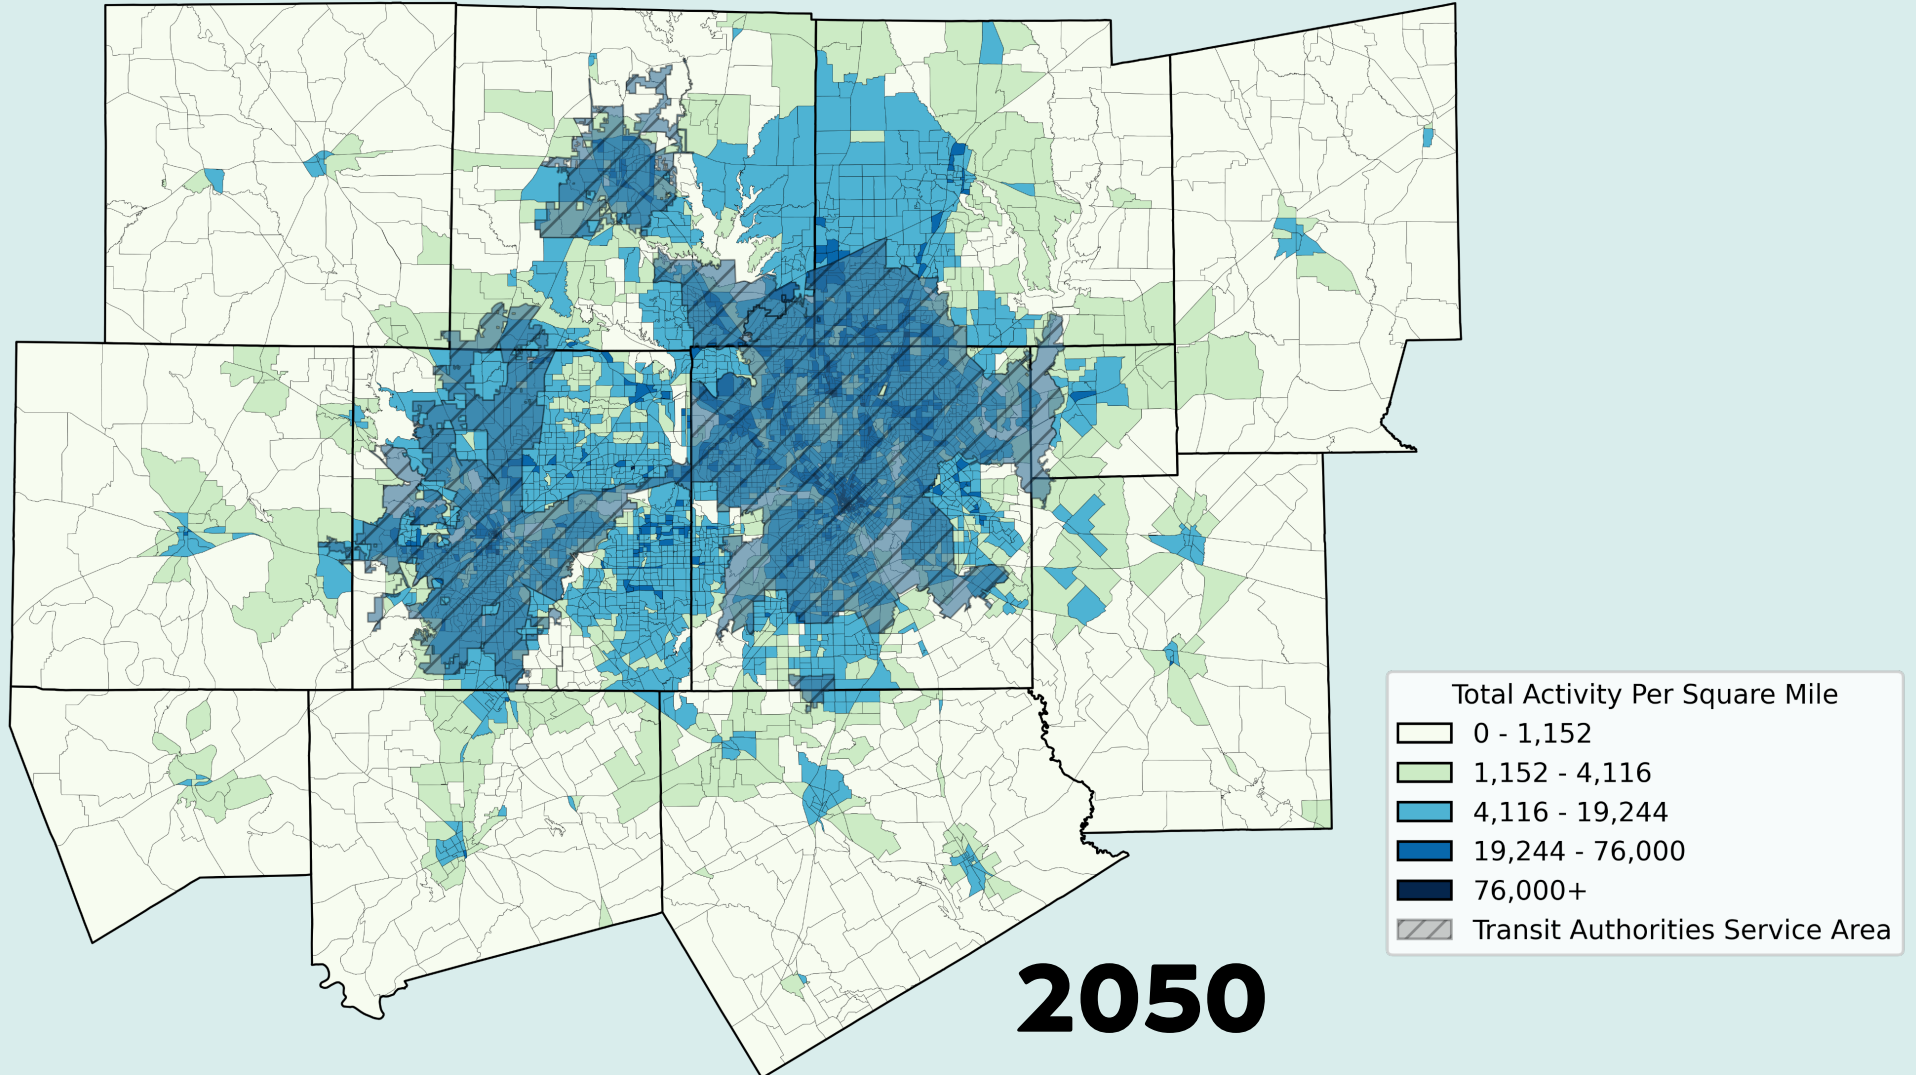 Total Activity Per Square Mile
0 - 1,152
1,152 - 4,116
4,116 - 19,244
19,244 - 76,000
76,000+
Transit Authorities Service Area
2050